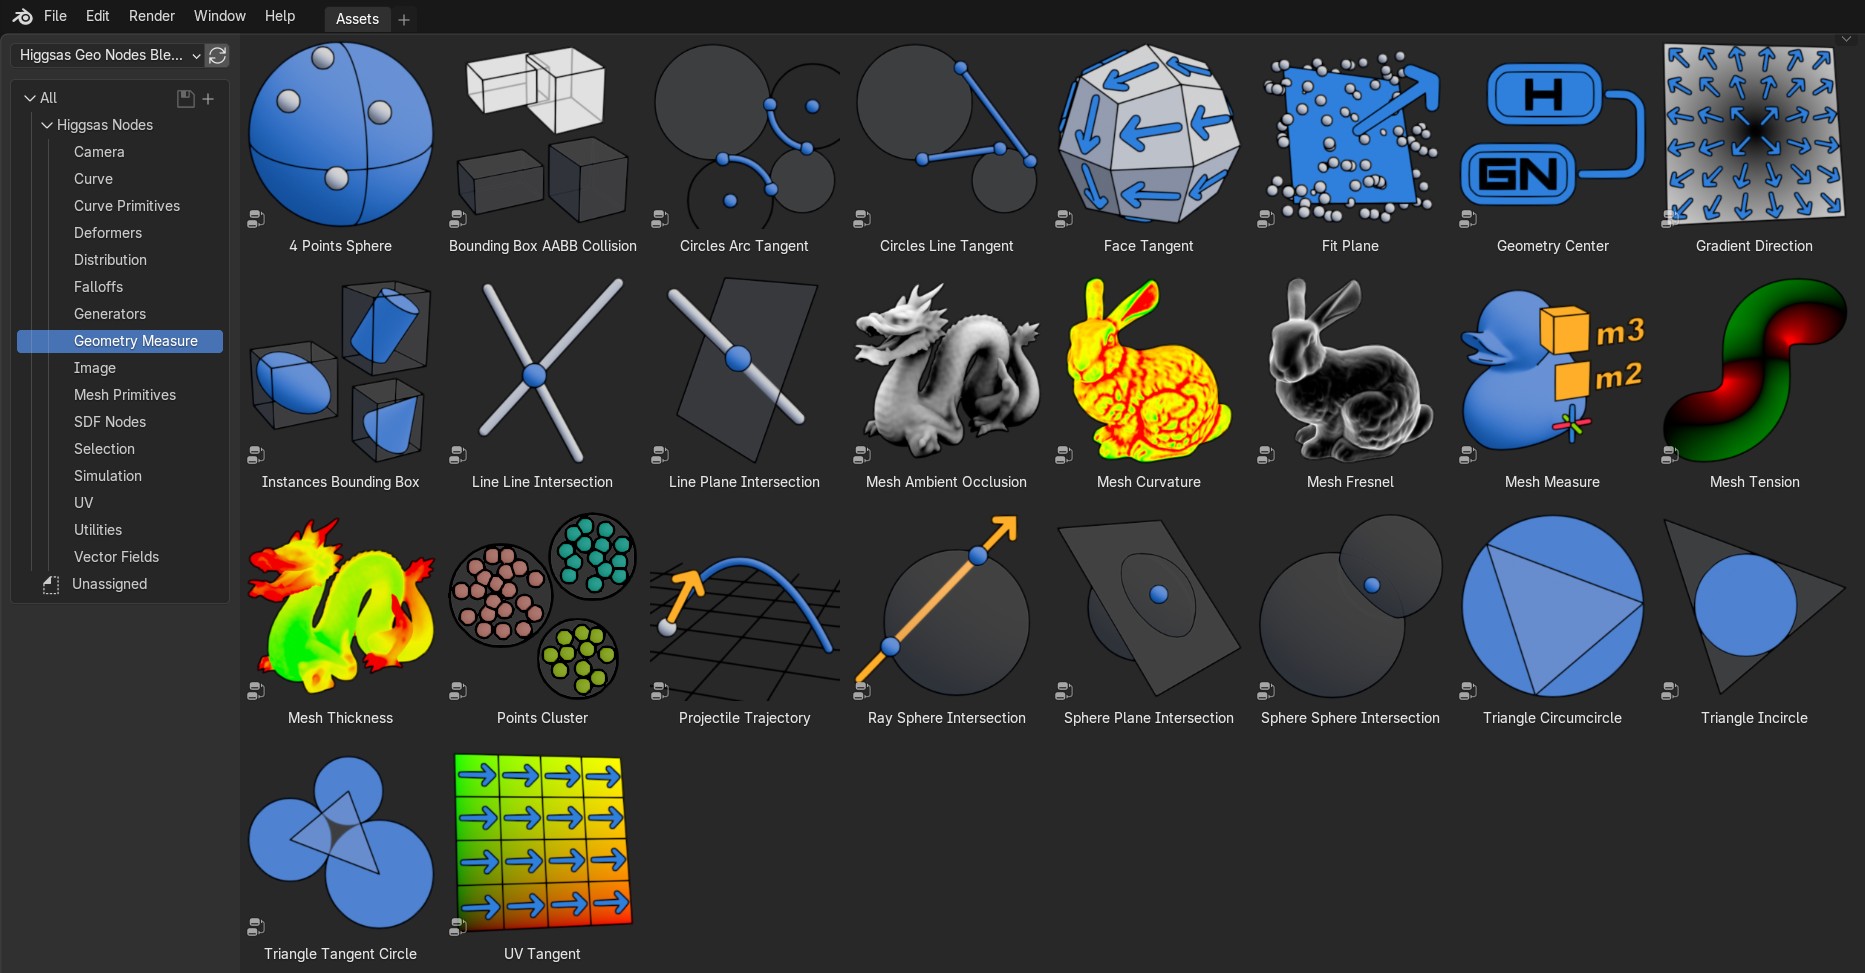 File Edit Render Window Help Assets +
Higgsas Geo Nodes Ble...
All
Higgsas Nodes
Camera
Curve
Curve Primitives
Deformers
Distribution
Falloffs
Generators
Geometry Measure
Image
Mesh Primitives
SDF Nodes
Selection
Simulation
UV
Utilities
Vector Fields
Unassigned
H
GN
4 Points Sphere Bounding Box AABB Collision Circles Arc Tangent Circles Line Tangent Face Tangent Fit Plane Geometry Center Gradient Direction
m3
m2
Instances Bounding Box Line Line Intersection Line Plane Intersection Mesh Ambient Occlusion Mesh Curvature Mesh Fresnel Mesh Measure Mesh Tension
Mesh Thickness Points Cluster Projectile Trajectory Ray Sphere Intersection Sphere Plane Intersection Sphere Sphere Intersection Triangle Circumcircle Triangle Incircle
Triangle Tangent Circle UV Tangent